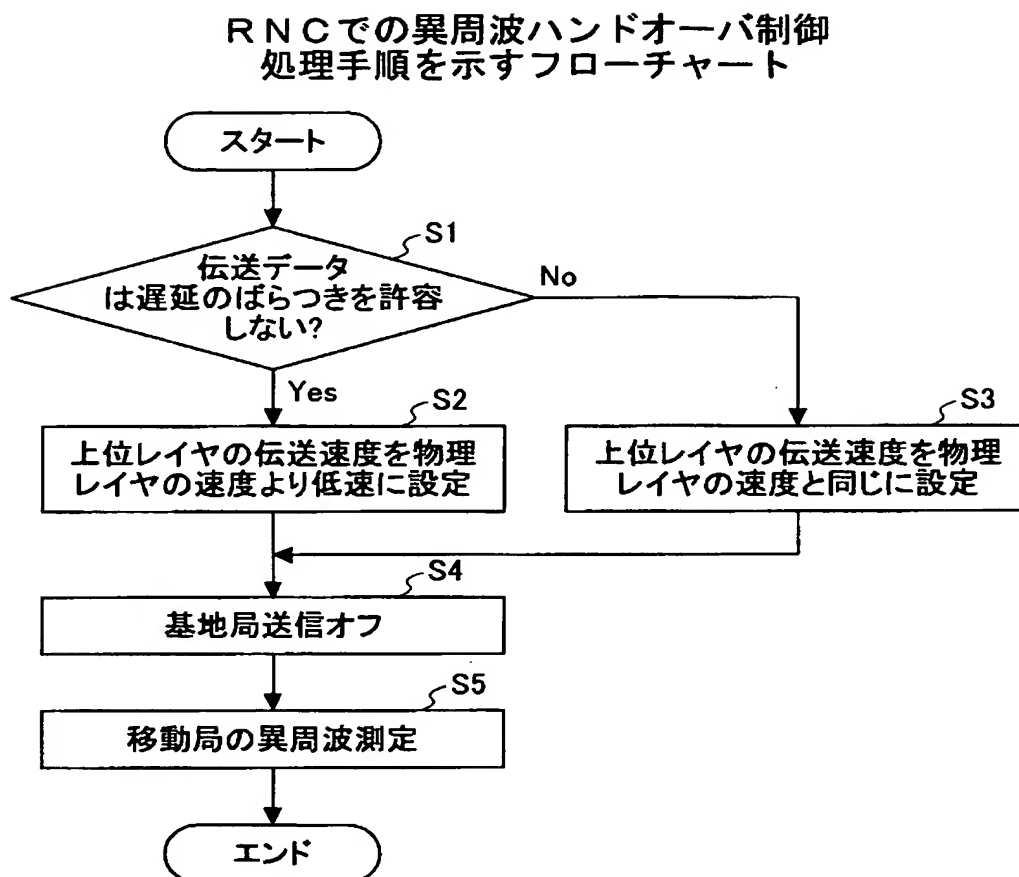 RNCでの異周波ハンドオーバ制御
処理手順を示すフローチャート
スタート
S1
伝送データ
は遅延のばらつきを許容
しない?
No
Yes
S2
上位レイヤの伝送速度を物理
レイヤの速度より低速に設定
S3
上位レイヤの伝送速度を物理
レイヤの速度と同じに設定
S4
基地局送信オフ
S5
移動局の異周波測定
エンド